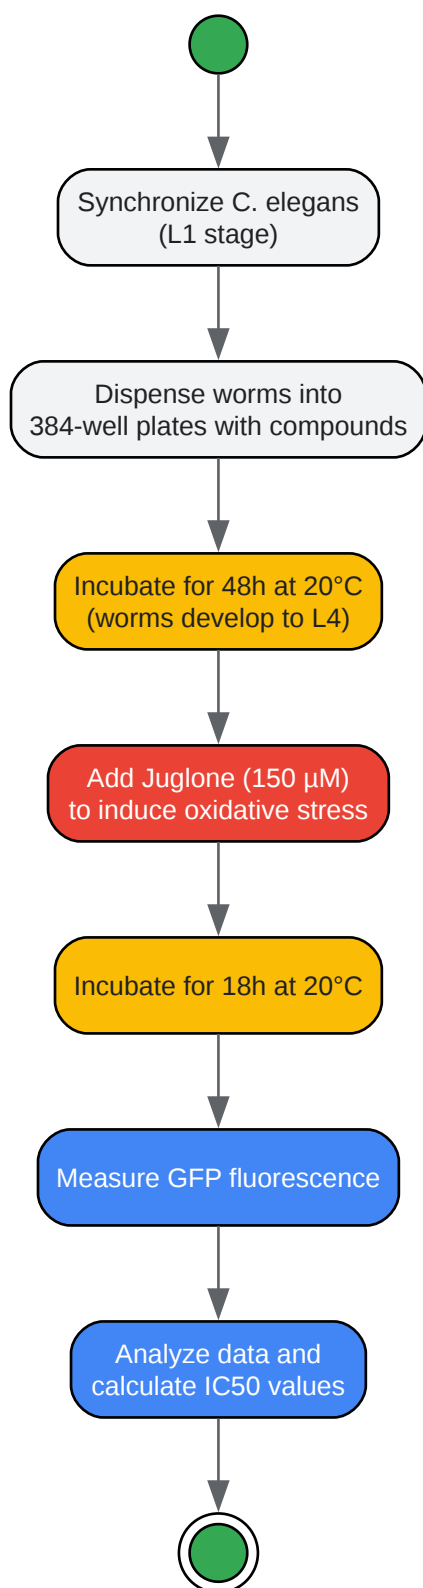 Synchronize C. elegans
(L1 stage)
Dispense worms into
384-well plates with compounds
Incubate for 48h at 20°C
(worms develop to L4)
Add Juglone (150 µM)
to induce oxidative stress
Incubate for 18h at 20°C
Measure GFP fluorescence
Analyze data and
calculate IC50 values